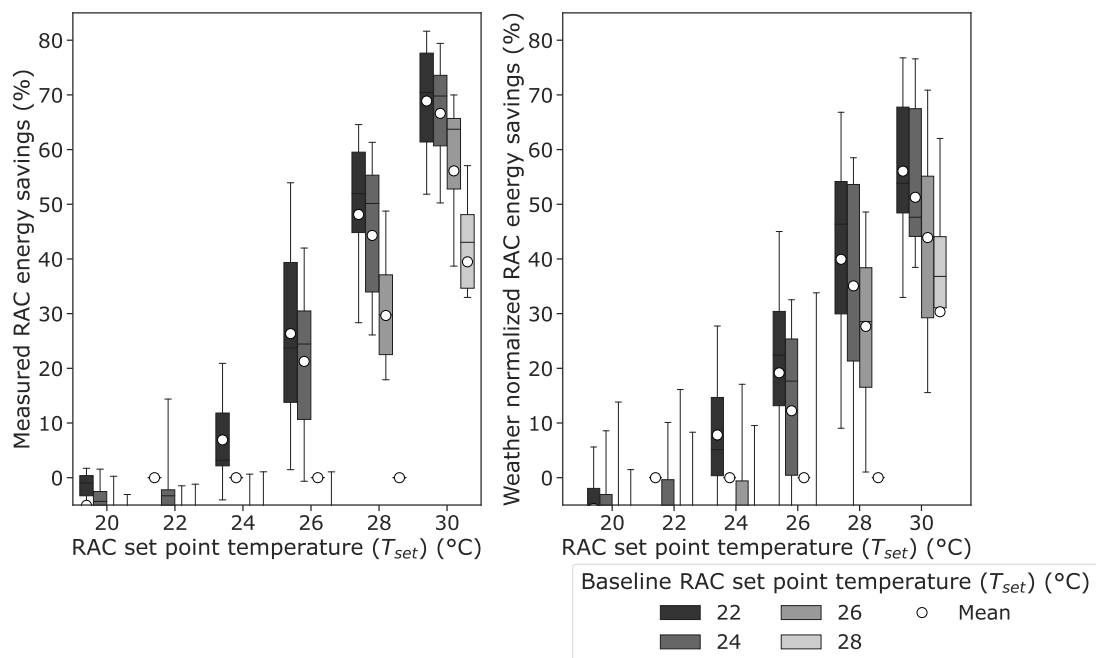 Measured RAC energy savings (%)
80
70
60
50
40
30
20
10
0
20 22 24 26 28 30
RAC set point temperature (T_set) (°C)
Weather normalized RAC energy savings (%)
80
70
60
50
40
30
20
10
0
20 22 24 26 28 30
RAC set point temperature (T_set) (°C)
Baseline RAC set point temperature (T_set) (°C)
22 26 Mean
24 28